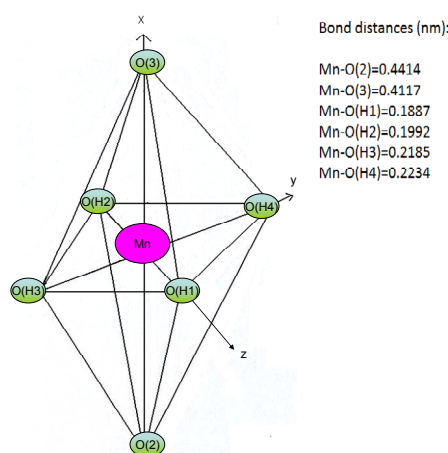 x
Bond distances (nm):
O(3)
Mn-O(2)=0.4414
Mn-O(3)=0.4117
Mn-O(H1)=0.1887
Mn-O(H2)=0.1992
Mn-O(H3)=0.2185
Mn-O(H4)=0.2234
y
O(H2)
O(H4)
Mn
O(H3)
O(H1)
z
O(2)